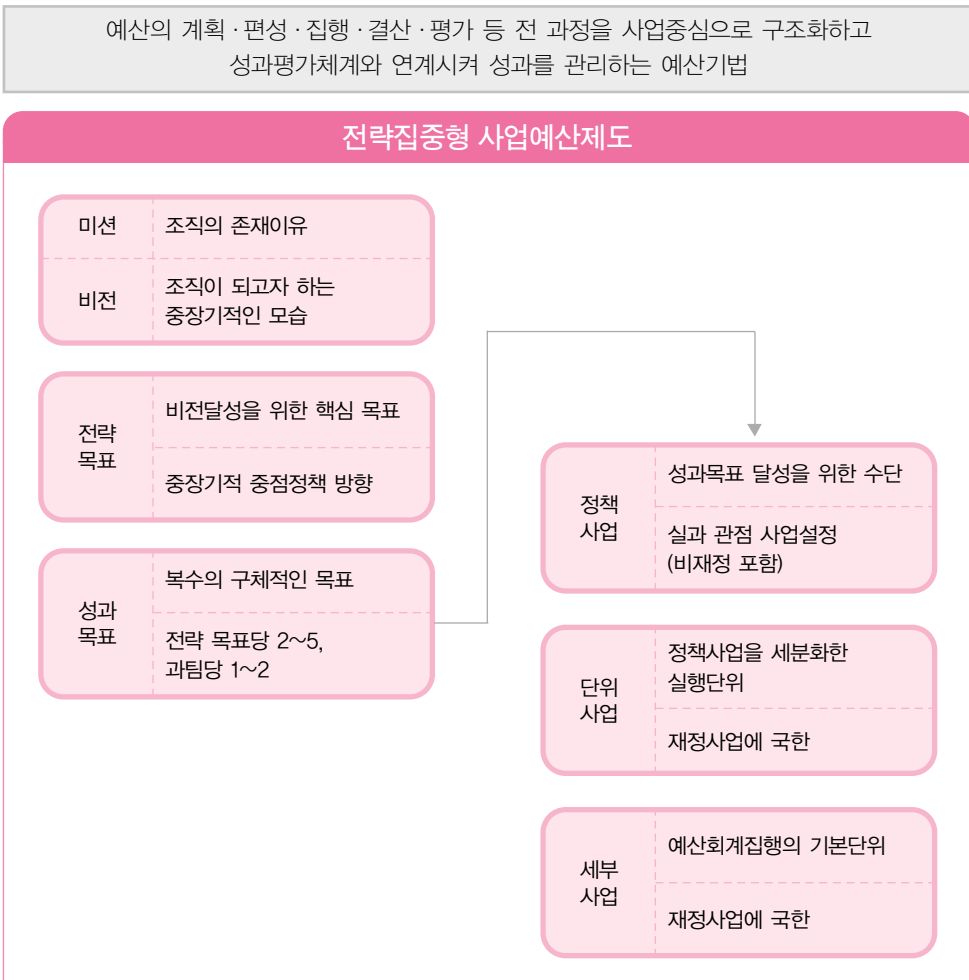 예산의 계획·편성·집행·결산·평가 등 전 과정을 사업중심으로 구조화하고
성과평가체계와 연계시켜 성과를 관리하는 예산기법
전략집중형 사업예산제도
미션
조직의 존재이유
비전
조직이 되고자 하는
중장기적인 모습
전략
목표
비전달성을 위한 핵심 목표
중장기적 중점정책 방향
성과
목표
복수의 구체적인 목표
전략 목표당 2~5,
과팀당 1~2
정책
사업
성과목표 달성을 위한 수단
실과 관점 사업설정
(비재정 포함)
단위
사업
정책사업을 세분화한
실행단위
재정사업에 국한
세부
사업
예산회계집행의 기본단위
재정사업에 국한